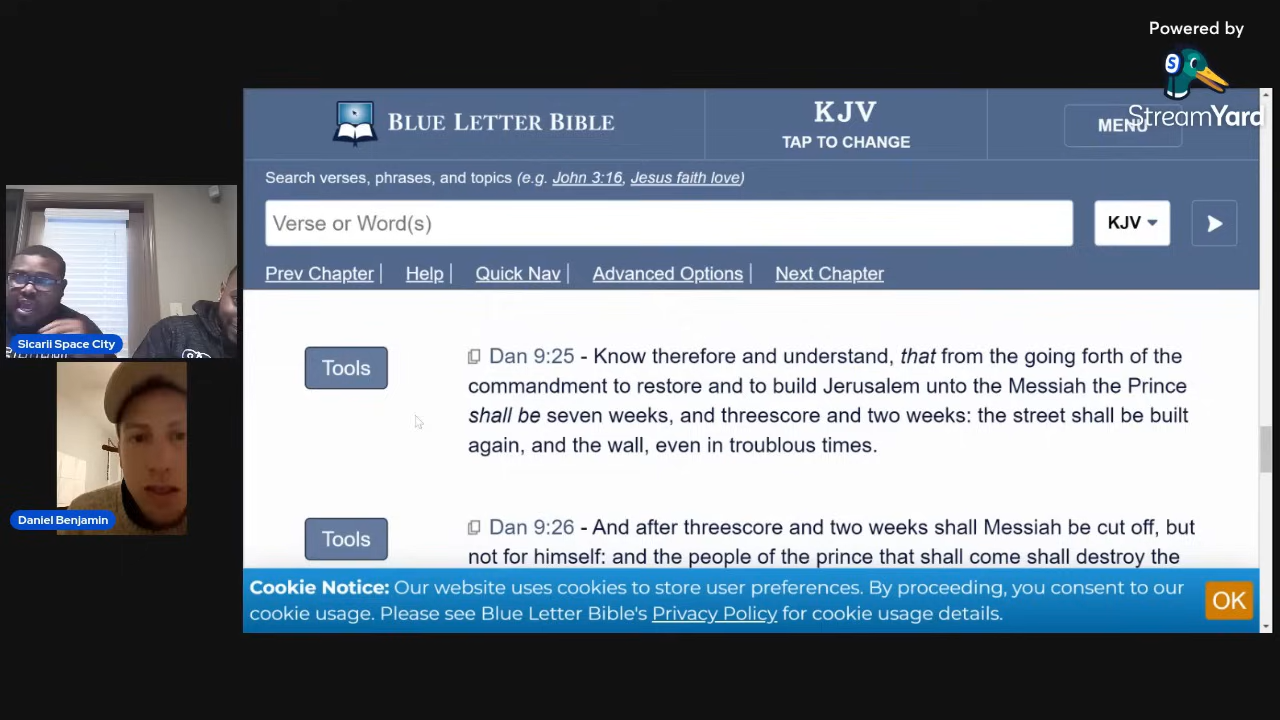 Powered by
StreamYard
BLUE LETTER BIBLE
KJV
TAP TO CHANGE
MENU
Search verses, phrases, and topics (e.g. John 3:16, Jesus faith love)
Verse or Word(s)
KJV
Prev Chapter| Help| Quick Nav| Advanced Options| Next Chapter
Tools
Dan 9:25 - Know therefore and understand, that from the going forth of the
commandment to restore and to build Jerusalem unto the Messiah the Prince
shall be seven weeks, and threescore and two weeks: the street shall be built
again, and the wall, even in troublous times.
Tools
Dan 9:26 - And after threescore and two weeks shall Messiah be cut off, but
not for himself: and the people of the prince that shall come shall destroy the
Cookie Notice: Our website uses cookies to store user preferences. By proceeding, you consent to our
cookie usage. Please see Blue Letter Bible's Privacy Policy for cookie usage details.
OK
Sicarii Space City
Daniel Benjamin